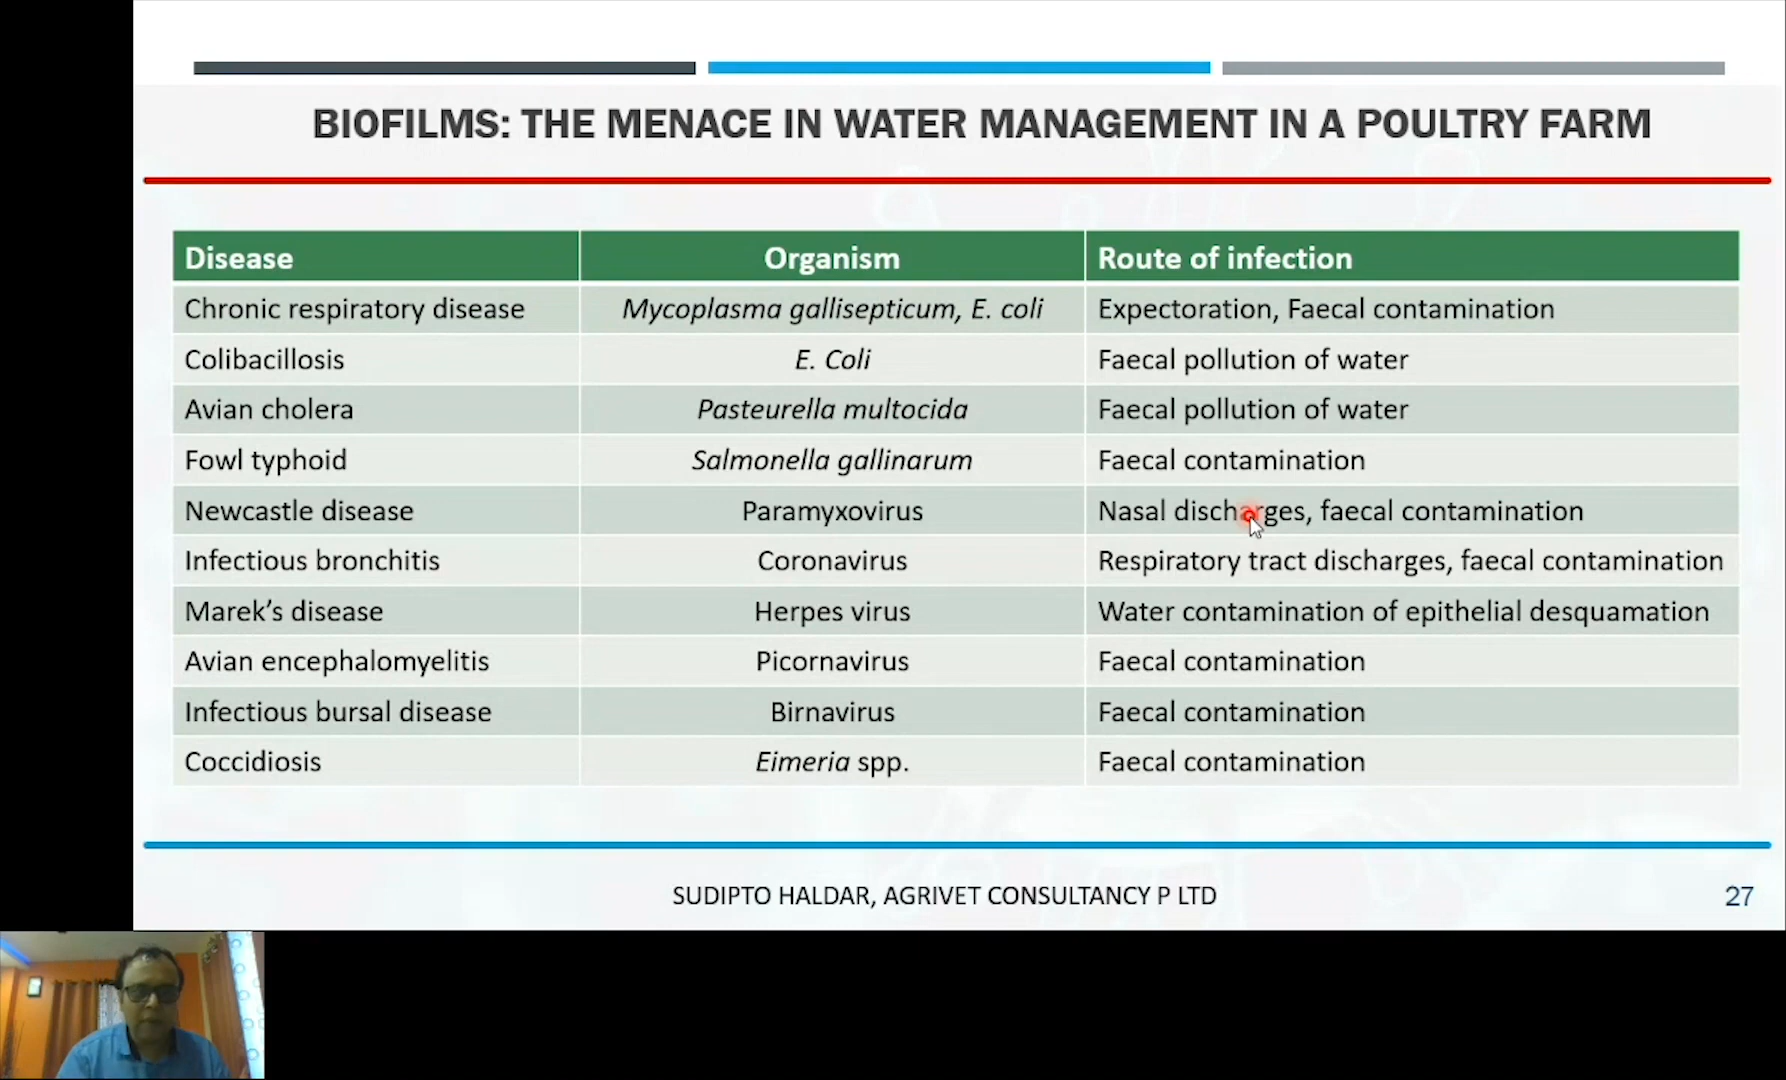 BIOFILMS: THE MENACE IN WATER MANAGEMENT IN A POULTRY FARM
Disease Organism Route of infection
Chronic respiratory disease Mycoplasma gallisepticum, E. coli Expectoration, Faecal contamination
Colibacillosis E. Coli Faecal pollution of water
Avian cholera Pasteurella multocida Faecal pollution of water
Fowl typhoid Salmonella gallinarum Faecal contamination
Newcastle disease Paramyxovirus Nasal discharges, faecal contamination
Infectious bronchitis Coronavirus Respiratory tract discharges, faecal contamination
Marek’s disease Herpes virus Water contamination of epithelial desquamation
Avian encephalomyelitis Picornavirus Faecal contamination
Infectious bursal disease Birnavirus Faecal contamination
Coccidiosis Eimeria spp. Faecal contamination
SUDIPTO HALDAR, AGRIVET CONSULTANCY P LTD 27